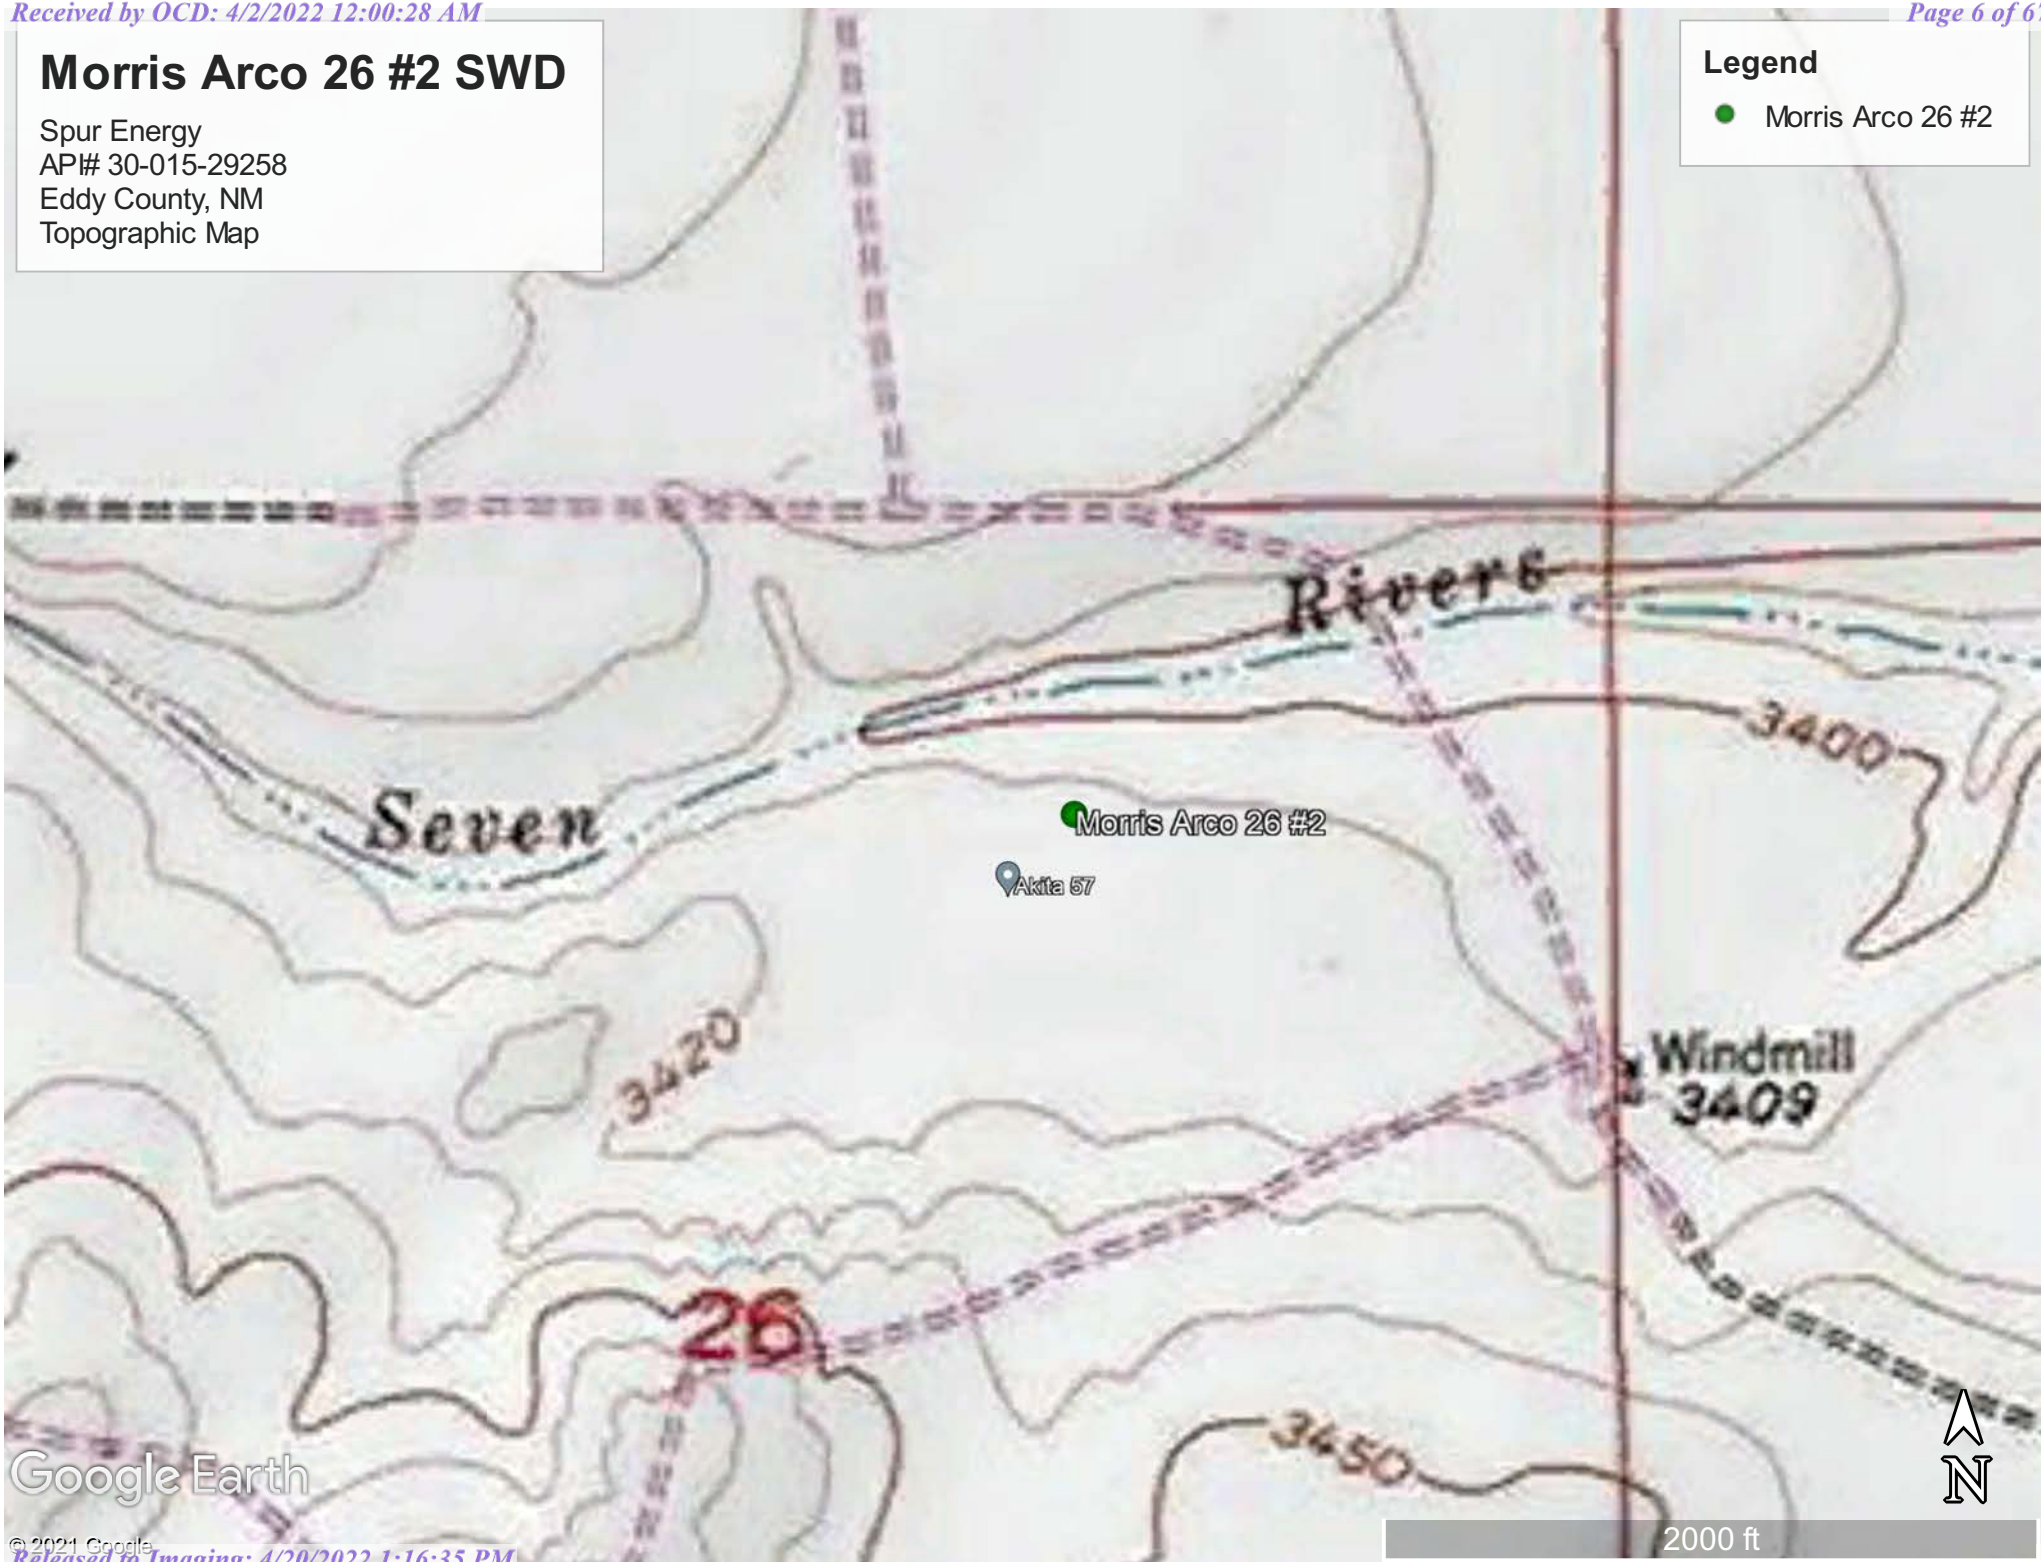 Received by OCD: 4/2/2022 12:00:28 AM
Page 6 of 67
Morris Arco 26 #2 SWD
Spur Energy
API# 30-015-29258
Eddy County, NM
Topographic Map
Legend
Morris Arco 26 #2
Rivers
3400
Seven
Morris Arco 26 #2
Akita 57
3420
Windmill
3409
26
3450
N
Google Earth
2000 ft
© 2021 Google
Released to Imaging: 4/20/2022 1:16:35 PM